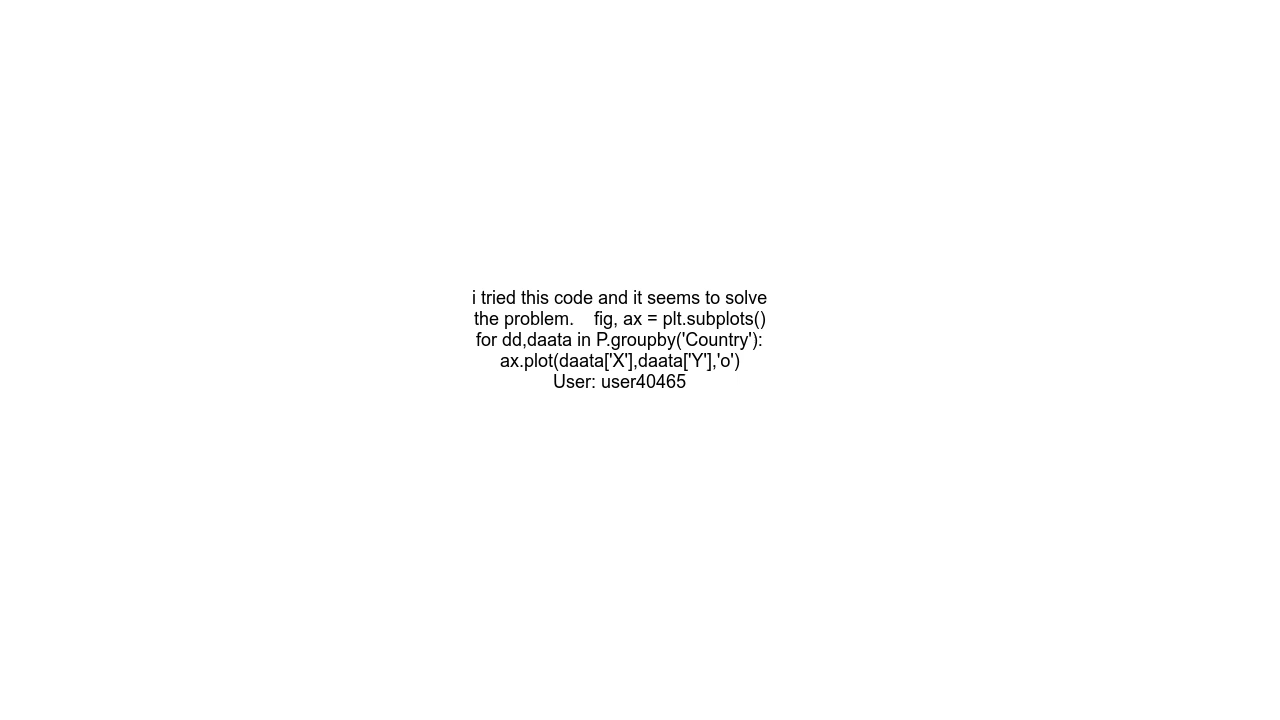 i tried this code and it seems to solve
the problem.    fig, ax = plt.subplots()
for dd,daata in P.groupby('Country'):
ax.plot(daata['X'],daata['Y'],'o')
User: user40465